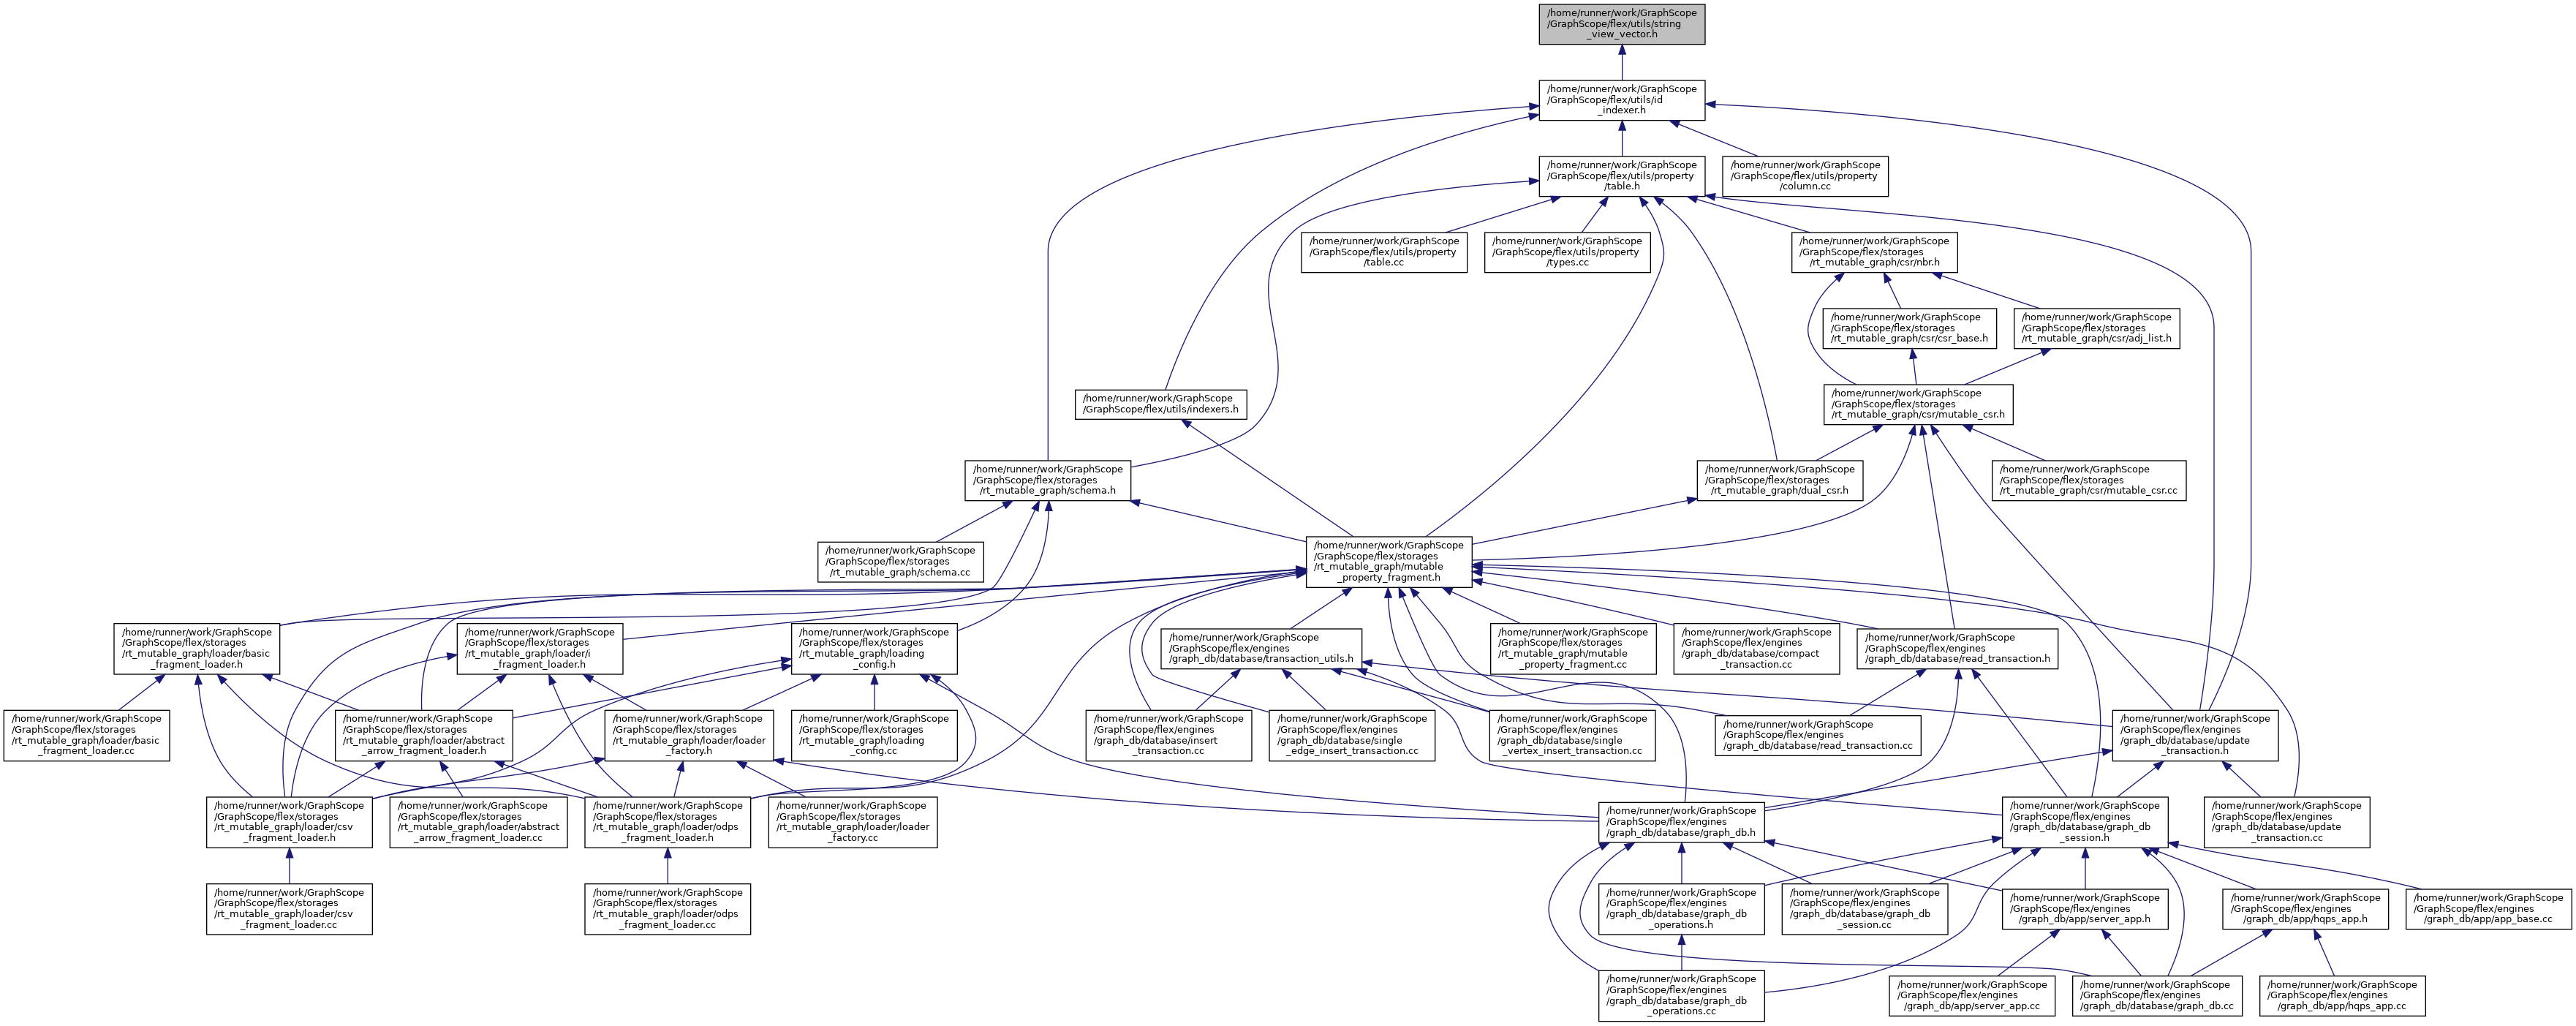 /home/runner/work/GraphScope
/GraphScope/flex/utils/string
_view_vector.h
/home/runner/work/GraphScope
/GraphScope/flex/utils/id
_indexer.h
/home/runner/work/GraphScope
/GraphScope/flex/utils/property
/table.h
/home/runner/work/GraphScope
/GraphScope/flex/utils/property
/column.cc
/home/runner/work/GraphScope
/GraphScope/flex/utils/property
/table.cc
/home/runner/work/GraphScope
/GraphScope/flex/utils/property
/types.cc
/home/runner/work/GraphScope
/GraphScope/flex/storages
/rt_mutable_graph/csr/nbr.h
/home/runner/work/GraphScope
/GraphScope/flex/storages
/rt_mutable_graph/csr/csr_base.h
/home/runner/work/GraphScope
/GraphScope/flex/storages
/rt_mutable_graph/csr/adj_list.h
/home/runner/work/GraphScope
/GraphScope/flex/utils/indexers.h
/home/runner/work/GraphScope
/GraphScope/flex/storages
/rt_mutable_graph/csr/mutable_csr.h
/home/runner/work/GraphScope
/GraphScope/flex/storages
/rt_mutable_graph/schema.h
/home/runner/work/GraphScope
/GraphScope/flex/storages
/rt_mutable_graph/dual_csr.h
/home/runner/work/GraphScope
/GraphScope/flex/storages
/rt_mutable_graph/csr/mutable_csr.cc
/home/runner/work/GraphScope
/GraphScope/flex/storages
/rt_mutable_graph/schema.cc
/home/runner/work/GraphScope
/GraphScope/flex/storages
/rt_mutable_graph/mutable
_property_fragment.h
/home/runner/work/GraphScope
/GraphScope/flex/storages
/rt_mutable_graph/loader/basic
_fragment_loader.h
/home/runner/work/GraphScope
/GraphScope/flex/storages
/rt_mutable_graph/loader/i
_fragment_loader.h
/home/runner/work/GraphScope
/GraphScope/flex/storages
/rt_mutable_graph/loading
_config.h
/home/runner/work/GraphScope
/GraphScope/flex/engines
/graph_db/database/transaction_utils.h
/home/runner/work/GraphScope
/GraphScope/flex/storages
/rt_mutable_graph/mutable
_property_fragment.cc
/home/runner/work/GraphScope
/GraphScope/flex/engines
/graph_db/database/compact
_transaction.cc
/home/runner/work/GraphScope
/GraphScope/flex/engines
/graph_db/database/read_transaction.h
/home/runner/work/GraphScope
/GraphScope/flex/storages
/rt_mutable_graph/loader/basic
_fragment_loader.cc
/home/runner/work/GraphScope
/GraphScope/flex/storages
/rt_mutable_graph/loader/abstract
_arrow_fragment_loader.h
/home/runner/work/GraphScope
/GraphScope/flex/storages
/rt_mutable_graph/loader/loader
_factory.h
/home/runner/work/GraphScope
/GraphScope/flex/storages
/rt_mutable_graph/loading
_config.cc
/home/runner/work/GraphScope
/GraphScope/flex/engines
/graph_db/database/insert
_transaction.cc
/home/runner/work/GraphScope
/GraphScope/flex/engines
/graph_db/database/single
_edge_insert_transaction.cc
/home/runner/work/GraphScope
/GraphScope/flex/engines
/graph_db/database/single
_vertex_insert_transaction.cc
/home/runner/work/GraphScope
/GraphScope/flex/engines
/graph_db/database/read_transaction.cc
/home/runner/work/GraphScope
/GraphScope/flex/engines
/graph_db/database/update
_transaction.h
/home/runner/work/GraphScope
/GraphScope/flex/storages
/rt_mutable_graph/loader/csv
_fragment_loader.h
/home/runner/work/GraphScope
/GraphScope/flex/storages
/rt_mutable_graph/loader/abstract
_arrow_fragment_loader.cc
/home/runner/work/GraphScope
/GraphScope/flex/storages
/rt_mutable_graph/loader/odps
_fragment_loader.h
/home/runner/work/GraphScope
/GraphScope/flex/storages
/rt_mutable_graph/loader/loader
_factory.cc
/home/runner/work/GraphScope
/GraphScope/flex/engines
/graph_db/database/graph_db.h
/home/runner/work/GraphScope
/GraphScope/flex/engines
/graph_db/database/graph_db
_session.h
/home/runner/work/GraphScope
/GraphScope/flex/engines
/graph_db/database/update
_transaction.cc
/home/runner/work/GraphScope
/GraphScope/flex/storages
/rt_mutable_graph/loader/csv
_fragment_loader.cc
/home/runner/work/GraphScope
/GraphScope/flex/storages
/rt_mutable_graph/loader/odps
_fragment_loader.cc
/home/runner/work/GraphScope
/GraphScope/flex/engines
/graph_db/database/graph_db
_operations.h
/home/runner/work/GraphScope
/GraphScope/flex/engines
/graph_db/database/graph_db
_session.cc
/home/runner/work/GraphScope
/GraphScope/flex/engines
/graph_db/app/server_app.h
/home/runner/work/GraphScope
/GraphScope/flex/engines
/graph_db/app/hqps_app.h
/home/runner/work/GraphScope
/GraphScope/flex/engines
/graph_db/app/app_base.cc
/home/runner/work/GraphScope
/GraphScope/flex/engines
/graph_db/database/graph_db
_operations.cc
/home/runner/work/GraphScope
/GraphScope/flex/engines
/graph_db/app/server_app.cc
/home/runner/work/GraphScope
/GraphScope/flex/engines
/graph_db/database/graph_db.cc
/home/runner/work/GraphScope
/GraphScope/flex/engines
/graph_db/app/hqps_app.cc